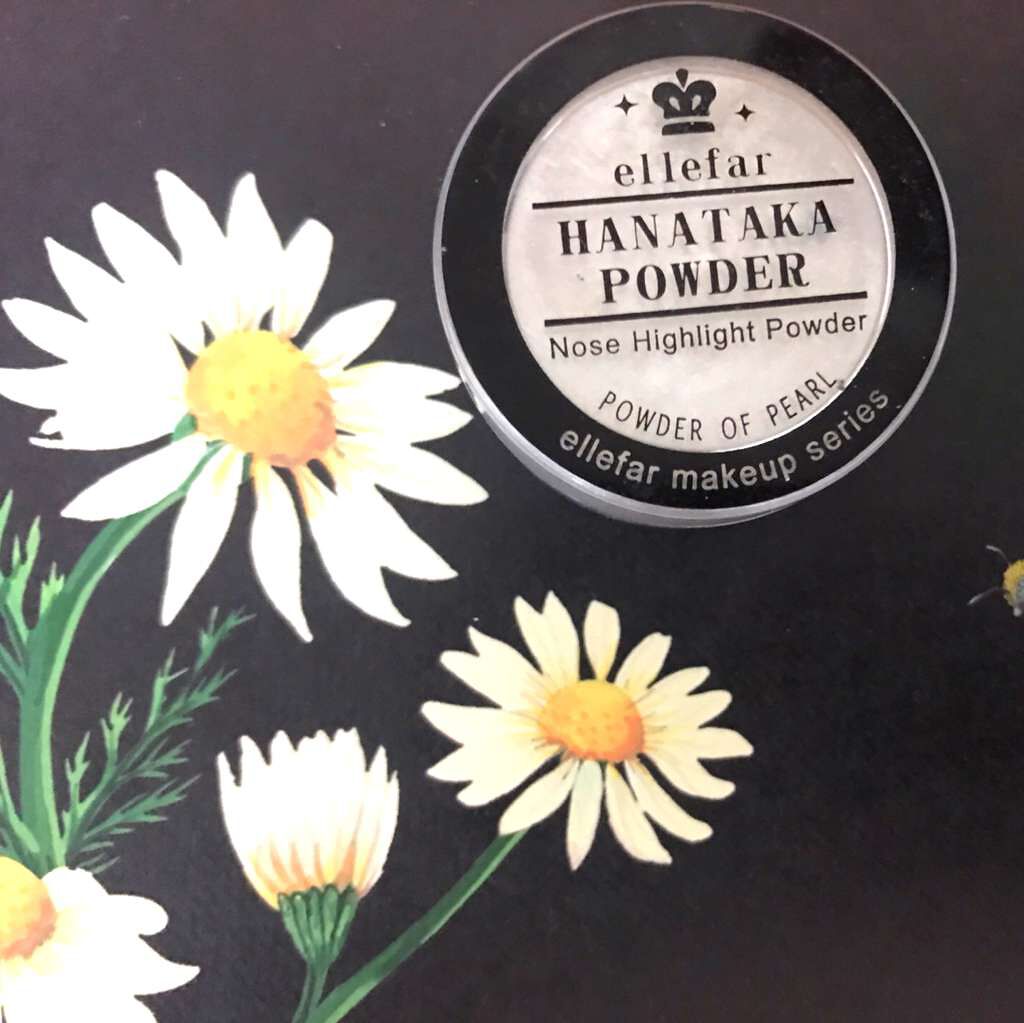 ellefar
HANATAKA
POWDER
Nose Highlight Powder
POWDER OF PEARL
ellefar makeup series